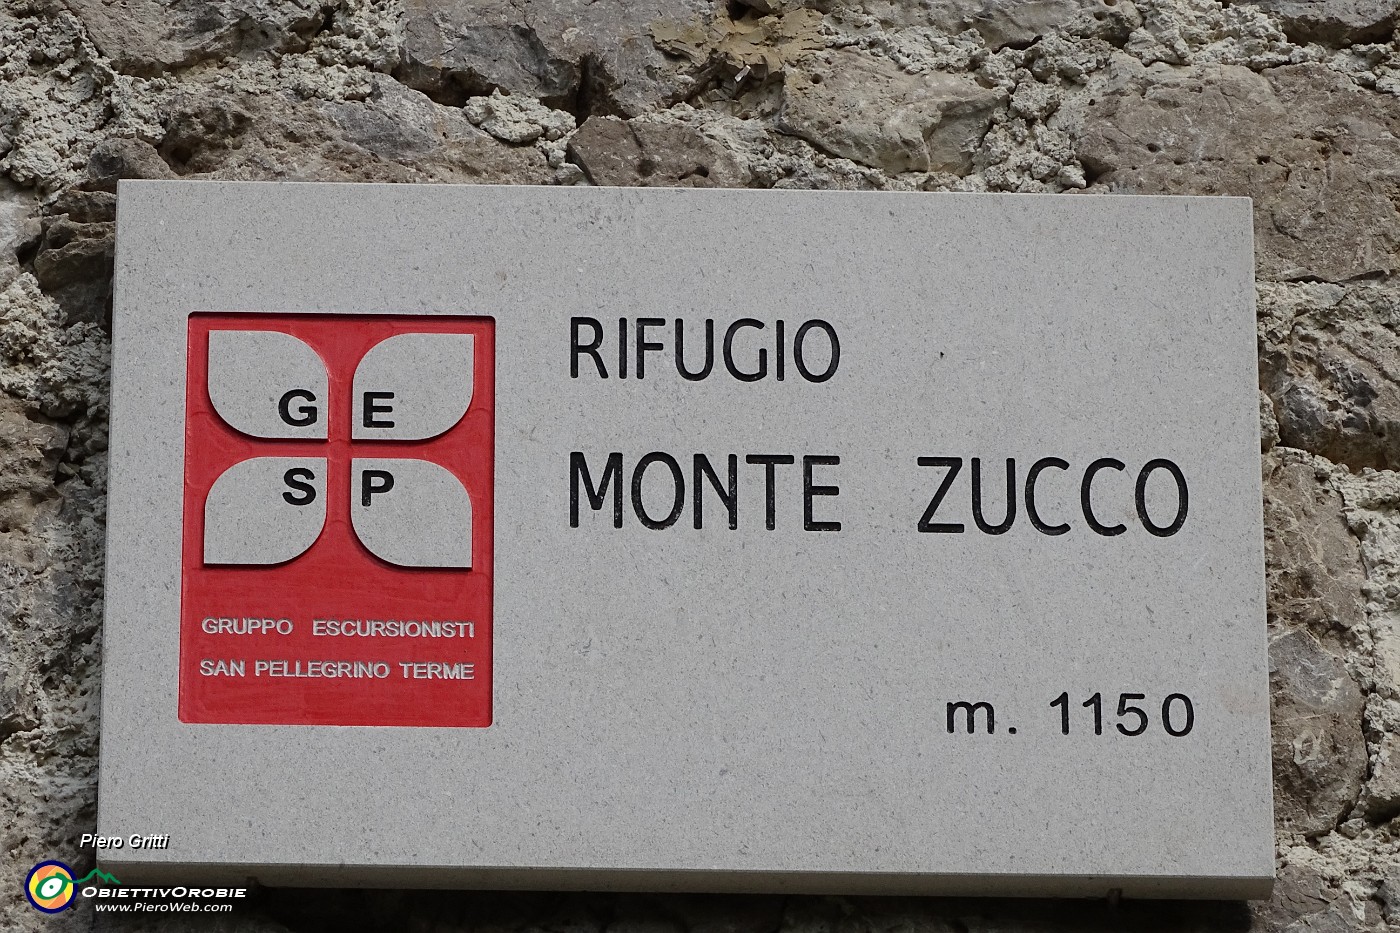 G E
S P
GRUPPO ESCURSIONISTI
SAN PELLEGRINO TERME
RIFUGIO
MONTE ZUCCO
m. 1150
Piero Gritti
OBIETTIVOROBIE
www.PieroWeb.com